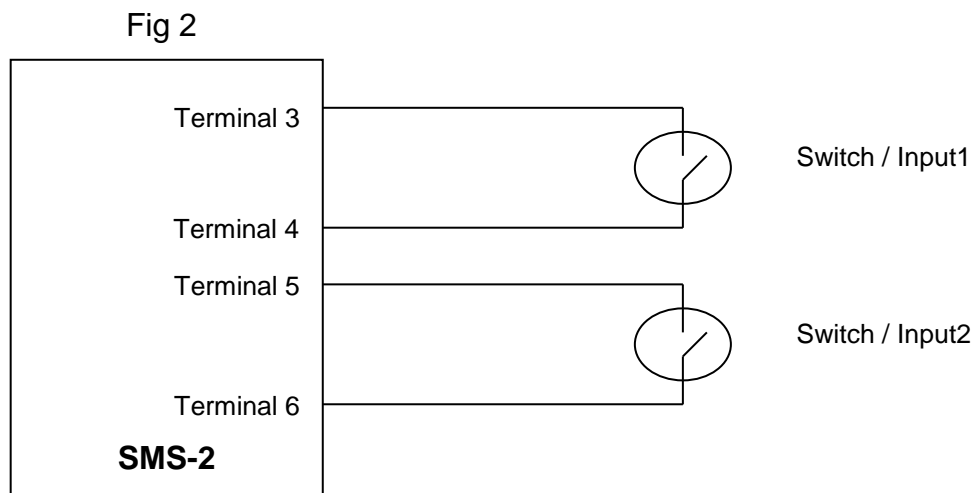 Fig 2
Terminal 3
Switch / Input1
Terminal 4
Terminal 5
Switch / Input2
Terminal 6
SMS-2